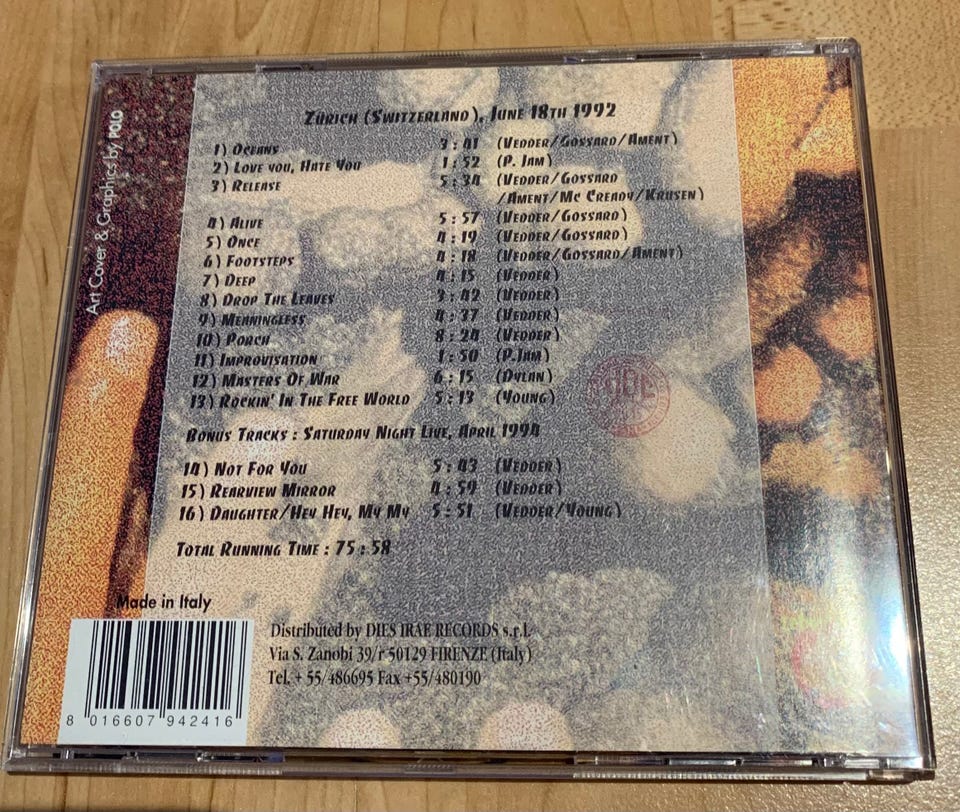 Art Cover & Graphics by POLO
ZÜRICH (SWITZERLAND), JUNE 18TH 1992
1) OCEANS 3:41 (VEDDER/GOSSARD/AMENT)
2) LOVE YOU, HATE YOU 1:52 (P. JAM)
3) RELEASE 5:34 (VEDDER/GOSSARD
/AMENT/MC CREADY/KRUSEN)
4) ALIVE 5:57 (VEDDER/GOSSARD)
5) ONCE 4:19 (VEDDER/GOSSARD)
6) FOOTSTEPS 4:18 (VEDDER/GOSSARD/AMENT)
7) DEEP 4:15 (VEDDER)
8) DROP THE LEAVES 3:42 (VEDDER)
9) MEANINGLESS 4:37 (VEDDER)
10) PORCH 8:24 (VEDDER)
11) IMPROVISATION 1:50 (P.JAM)
12) MASTERS OF WAR 6:15 (DYLAN)
13) ROCKIN' IN THE FREE WORLD 5:13 (YOUNG)
BONUS TRACKS: SATURDAY NIGHT LIVE, APRIL 1994
14) NOT FOR YOU 5:43 (VEDDER)
15) REARVIEW MIRROR 4:59 (VEDDER)
16) DAUGHTER/HEY HEY, MY MY 5:51 (VEDDER/YOUNG)
TOTAL RUNNING TIME: 75:58
Made in Italy
Distributed by DIES IRAE RECORDS s.r.l.
Via S. Zanobi 39/r 50129 FIRENZE (Italy)
Tel. + 55/486695 Fax +55/480190
8 016607 942416